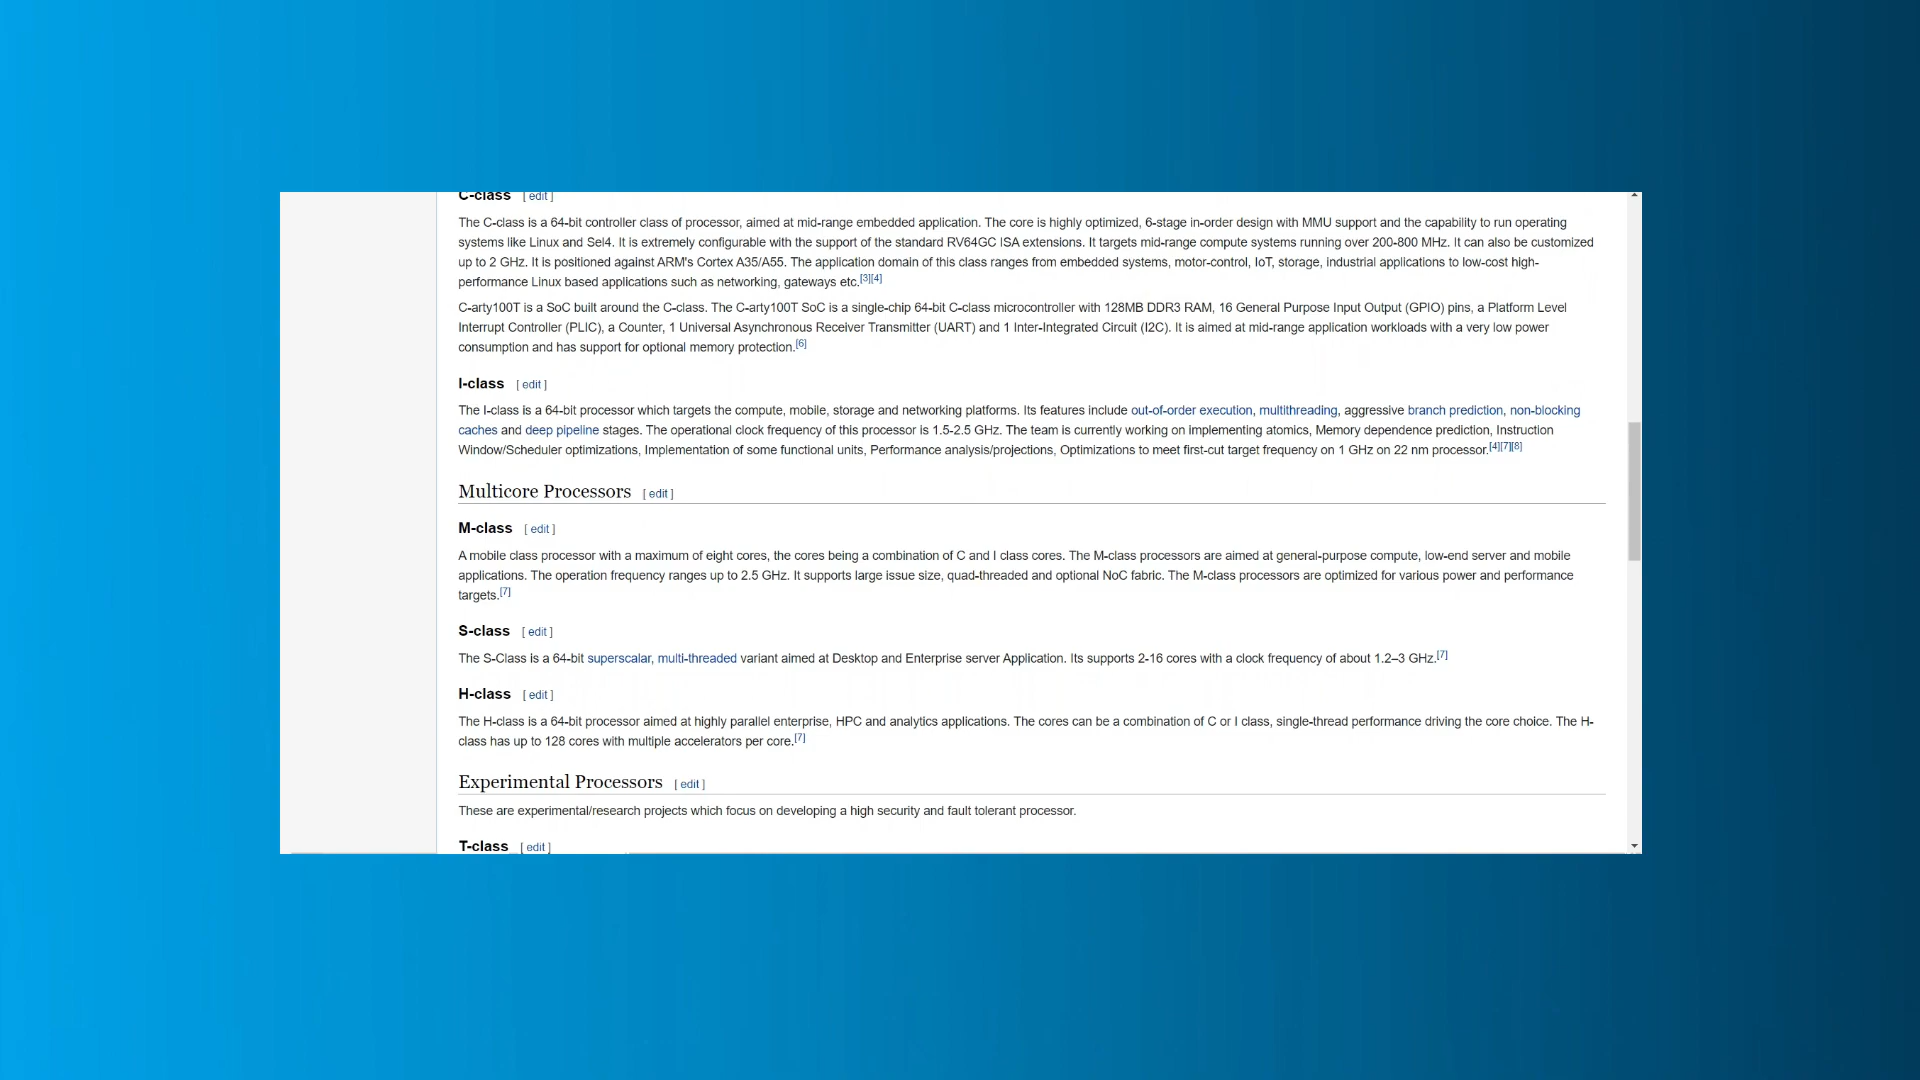 C-class [ edit ]
The C-class is a 64-bit controller class of processor, aimed at mid-range embedded application. The core is highly optimized, 6-stage in-order design with MMU support and the capability to run operating
systems like Linux and Sel4. It is extremely configurable with the support of the standard RV64GC ISA extensions. It targets mid-range compute systems running over 200-800 MHz. It can also be customized
up to 2 GHz. It is positioned against ARM's Cortex A35/A55. The application domain of this class ranges from embedded systems, motor-control, IoT, storage, industrial applications to low-cost high-
performance Linux based applications such as networking, gateways etc.[3][4]
C-arty100T is a SoC built around the C-class. The C-arty100T SoC is a single-chip 64-bit C-class microcontroller with 128MB DDR3 RAM, 16 General Purpose Input Output (GPIO) pins, a Platform Level
Interrupt Controller (PLIC), a Counter, 1 Universal Asynchronous Receiver Transmitter (UART) and 1 Inter-Integrated Circuit (I2C). It is aimed at mid-range application workloads with a very low power
consumption and has support for optional memory protection.[6]
I-class [ edit ]
The I-class is a 64-bit processor which targets the compute, mobile, storage and networking platforms. Its features include out-of-order execution, multithreading, aggressive branch prediction, non-blocking
caches and deep pipeline stages. The operational clock frequency of this processor is 1.5-2.5 GHz. The team is currently working on implementing atomics, Memory dependence prediction, Instruction
Window/Scheduler optimizations, Implementation of some functional units, Performance analysis/projections, Optimizations to meet first-cut target frequency on 1 GHz on 22 nm processor.[4][7][8]
Multicore Processors [ edit ]
M-class [ edit ]
A mobile class processor with a maximum of eight cores, the cores being a combination of C and I class cores. The M-class processors are aimed at general-purpose compute, low-end server and mobile
applications. The operation frequency ranges up to 2.5 GHz. It supports large issue size, quad-threaded and optional NoC fabric. The M-class processors are optimized for various power and performance
targets.[7]
S-class [ edit ]
The S-Class is a 64-bit superscalar, multi-threaded variant aimed at Desktop and Enterprise server Application. Its supports 2-16 cores with a clock frequency of about 1.2–3 GHz.[7]
H-class [ edit ]
The H-class is a 64-bit processor aimed at highly parallel enterprise, HPC and analytics applications. The cores can be a combination of C or I class, single-thread performance driving the core choice. The H-
class has up to 128 cores with multiple accelerators per core.[7]
Experimental Processors [ edit ]
These are experimental/research projects which focus on developing a high security and fault tolerant processor.
T-class [ edit ]